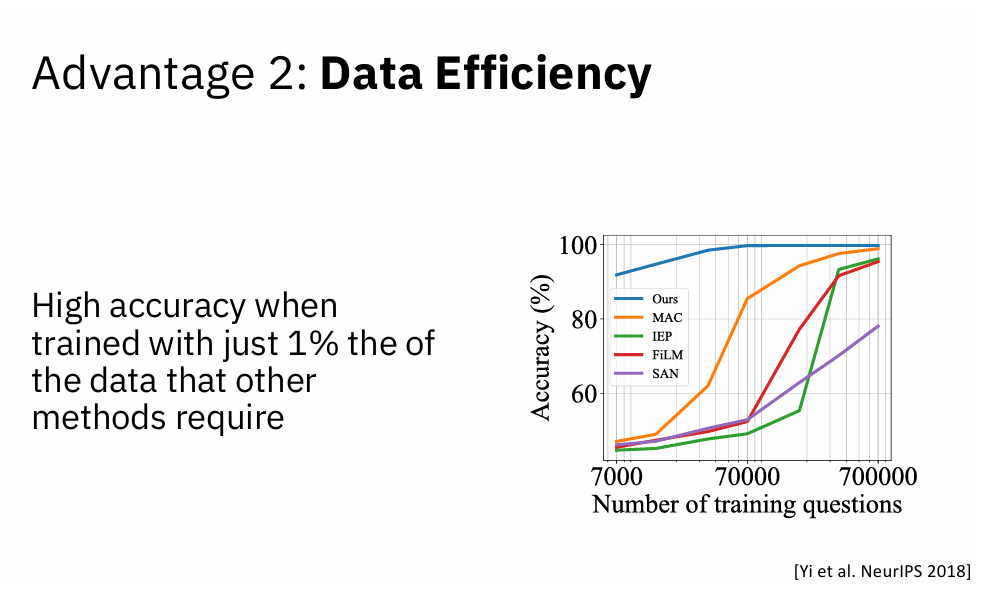 Advantage 2: Data Efficiency
High accuracy when
trained with just 1% the of
the data that other
methods require
Accuracy (%)
100
80
60
Ours
MAC
IEP
FiLM
SAN
7000 70000 700000
Number of training questions
[Yi et al. NeurIPS 2018]